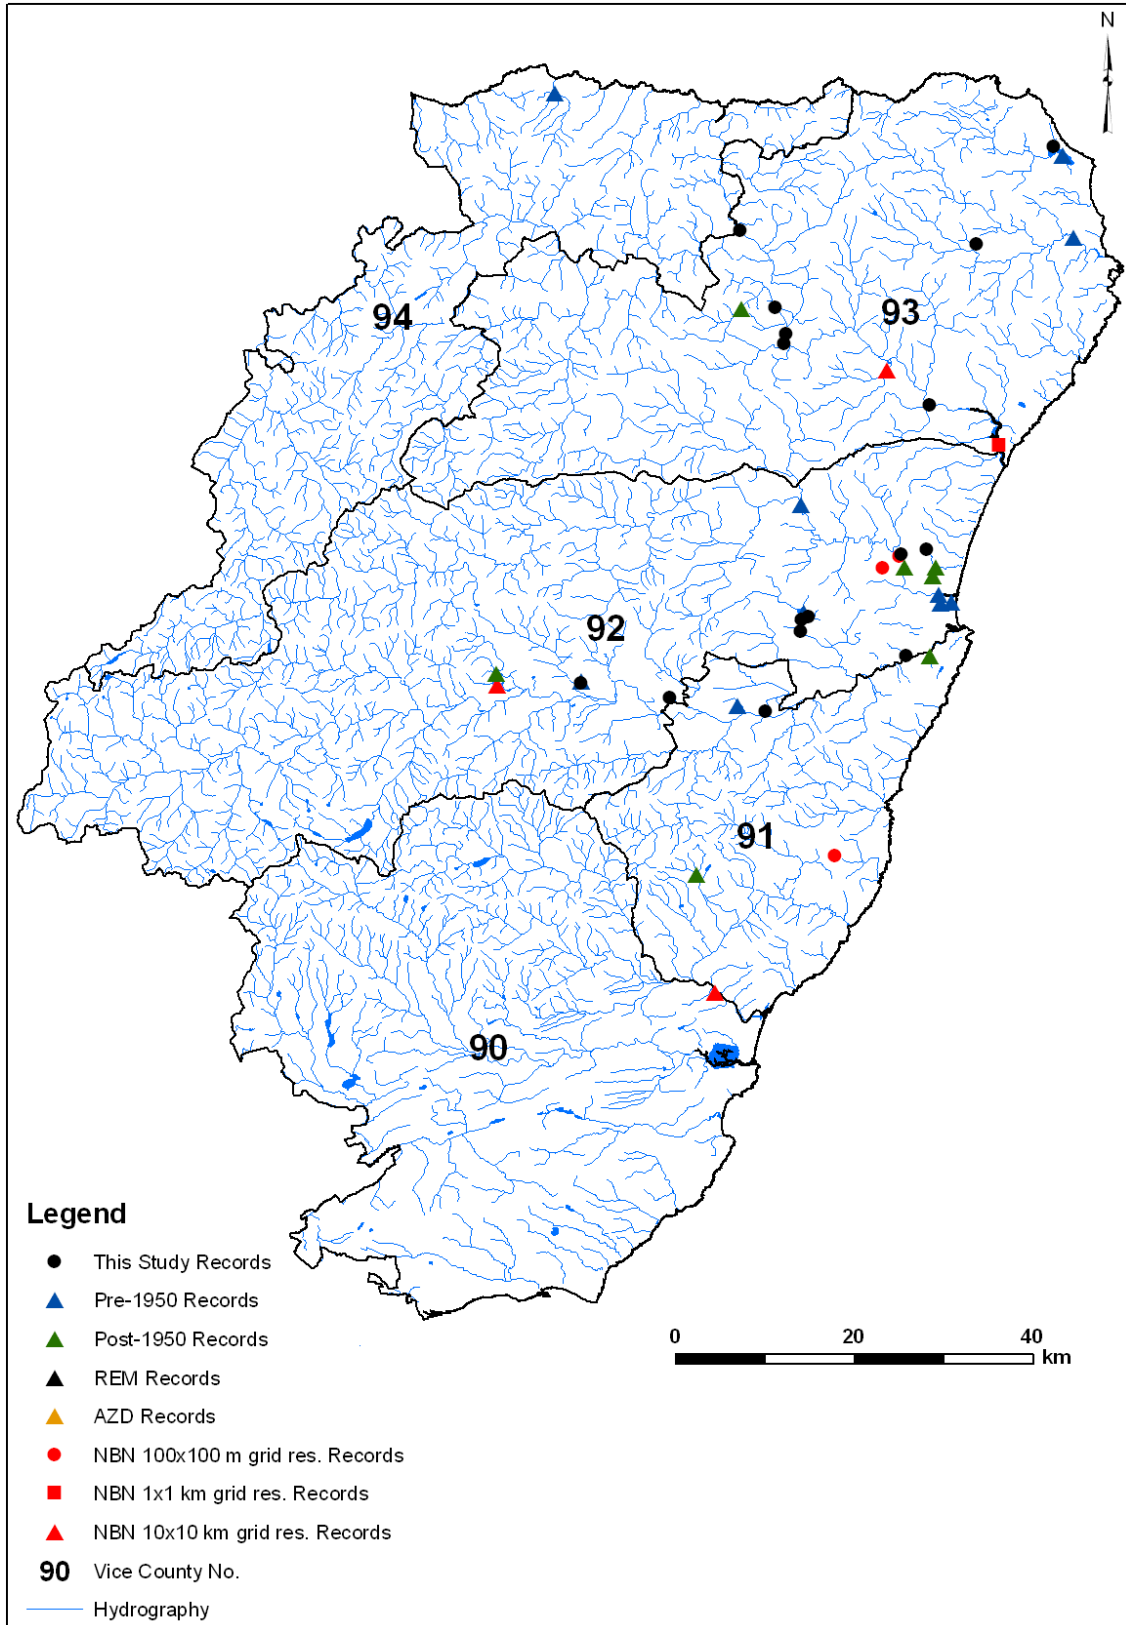 N
94
93
92
91
90
Legend
This Study Records
Pre-1950 Records
Post-1950 Records
REM Records
AZD Records
NBN 100x100 m grid res. Records
NBN 1x1 km grid res. Records
NBN 10x10 km grid res. Records
90 Vice County No.
Hydrography
0 20 40
km